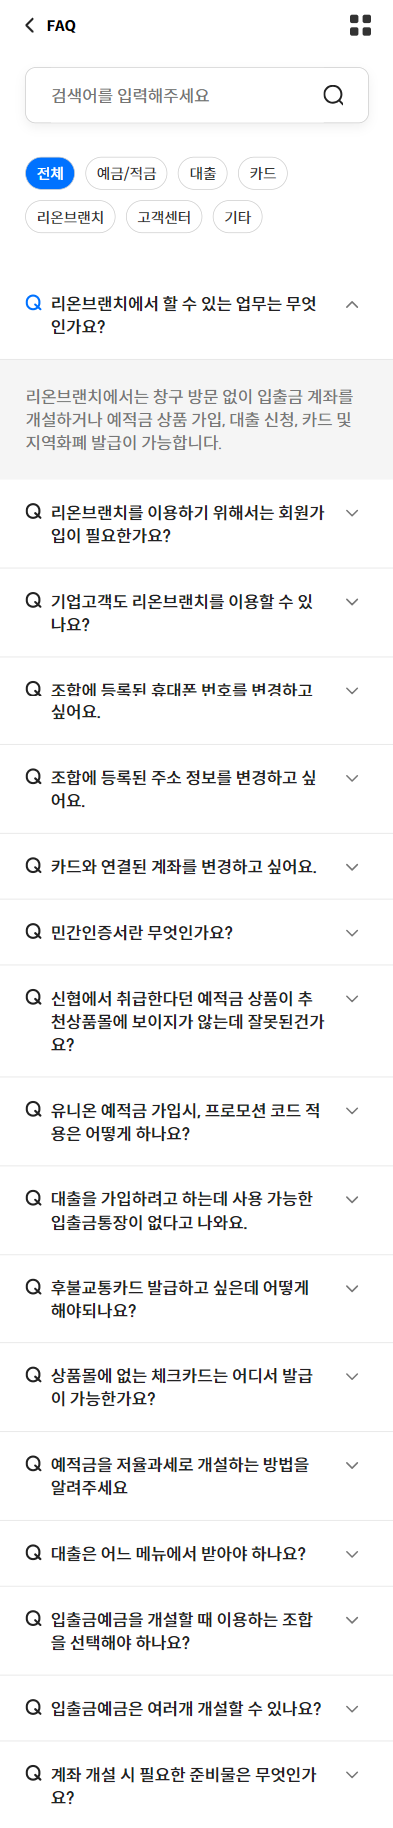 FAQ
검색어를 입력해주세요
전체 예금/적금 대출 카드
리온브랜치 고객센터 기타
Q 리온브랜치에서 할 수 있는 업무는 무엇
인가요?
리온브랜치에서는 창구 방문 없이 입출금 계좌를
개설하거나 예적금 상품 가입, 대출 신청, 카드 및
지역화폐 발급이 가능합니다.
Q 리온브랜치를 이용하기 위해서는 회원가
입이 필요한가요?
Q 기업고객도 리온브랜치를 이용할 수 있
나요?
Q 조합에 등록된 휴대폰 번호를 변경하고
싶어요.
Q 조합에 등록된 주소 정보를 변경하고 싶
어요.
Q 카드와 연결된 계좌를 변경하고 싶어요.
Q 민간인증서란 무엇인가요?
Q 신협에서 취급한다던 예적금 상품이 추
천상품몰에 보이지가 않는데 잘못된건가
요?
Q 유니온 예적금 가입시, 프로모션 코드 적
용은 어떻게 하나요?
Q 대출을 가입하려고 하는데 사용 가능한
입출금통장이 없다고 나와요.
Q 후불교통카드 발급하고 싶은데 어떻게
해야되나요?
Q 상품몰에 없는 체크카드는 어디서 발급
이 가능한가요?
Q 예적금을 저율과세로 개설하는 방법을
알려주세요
Q 대출은 어느 메뉴에서 받아야 하나요?
Q 입출금예금을 개설할 때 이용하는 조합
을 선택해야 하나요?
Q 입출금예금은 여러개 개설할 수 있나요?
Q 계좌 개설 시 필요한 준비물은 무엇인가
요?